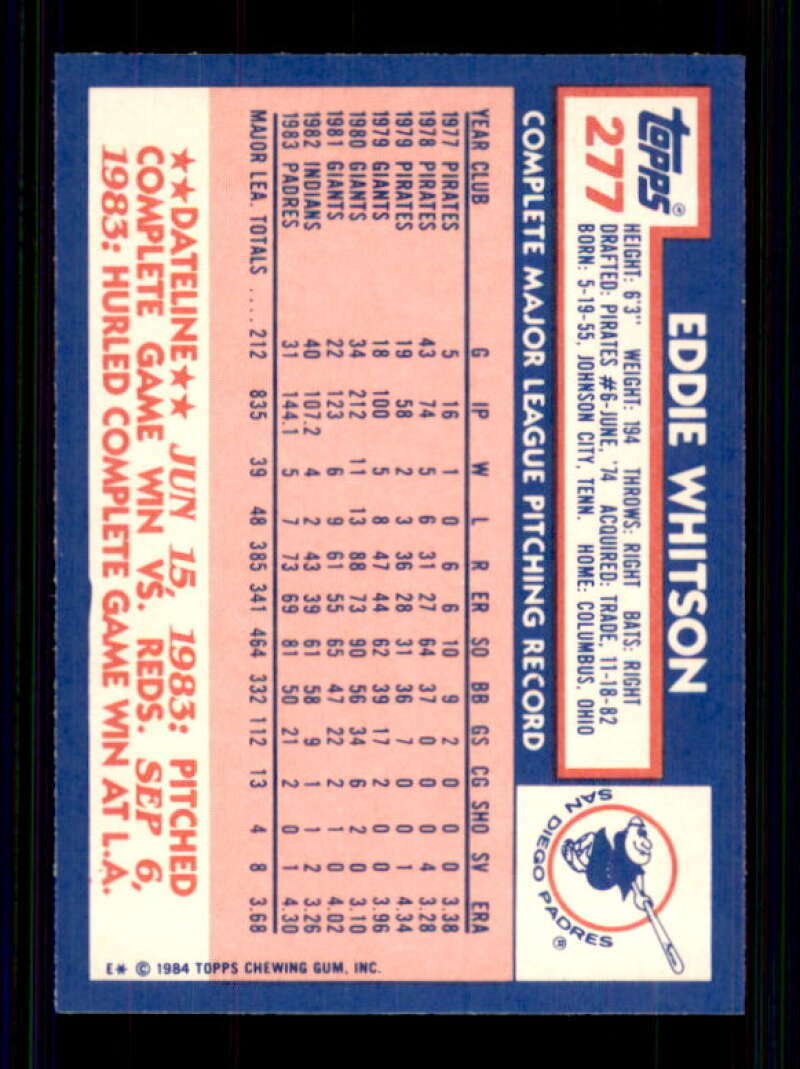 topps®
277
EDDIE WHITSON
HEIGHT: 6'3" WEIGHT: 194 THROWS: RIGHT BATS: RIGHT
DRAFTED: PIRATES #6-JUNE, '74 ACQUIRED: TRADE, 11-18-82
BORN: 5-19-55, JOHNSON CITY, TENN. HOME: COLUMBUS, OHIO
SAN DIEGO PADRES ®
COMPLETE MAJOR LEAGUE PITCHING RECORD
YEAR CLUB G IP W L R ER SO BB GS CG SHO SV ERA
1977 PIRATES 5 16 1 0 6 6 10 9 2 0 0 0 3.38
1978 PIRATES 43 74 5 6 31 27 64 37 0 0 0 4 3.28
1979 PIRATES 19 58 2 3 36 28 31 36 7 0 0 1 4.34
1979 GIANTS 18 100 5 8 47 44 62 39 17 2 0 0 3.96
1980 GIANTS 34 212 11 13 88 73 90 56 34 6 2 0 3.10
1981 GIANTS 22 123 6 9 61 55 65 47 22 2 1 0 4.02
1982 INDIANS 40 107.2 4 2 43 39 61 58 9 1 1 2 3.26
1983 PADRES 31 144.1 5 7 73 69 81 50 21 2 0 1 4.30
MAJOR LEA. TOTALS .... 212 835 39 48 385 341 464 332 112 13 4 8 3.68
★★DATELINE★★ JUN 15, 1983: PITCHED
COMPLETE GAME WIN VS. REDS. SEP 6,
1983: HURLED COMPLETE GAME WIN AT L.A.
E* © 1984 TOPPS CHEWING GUM, INC.